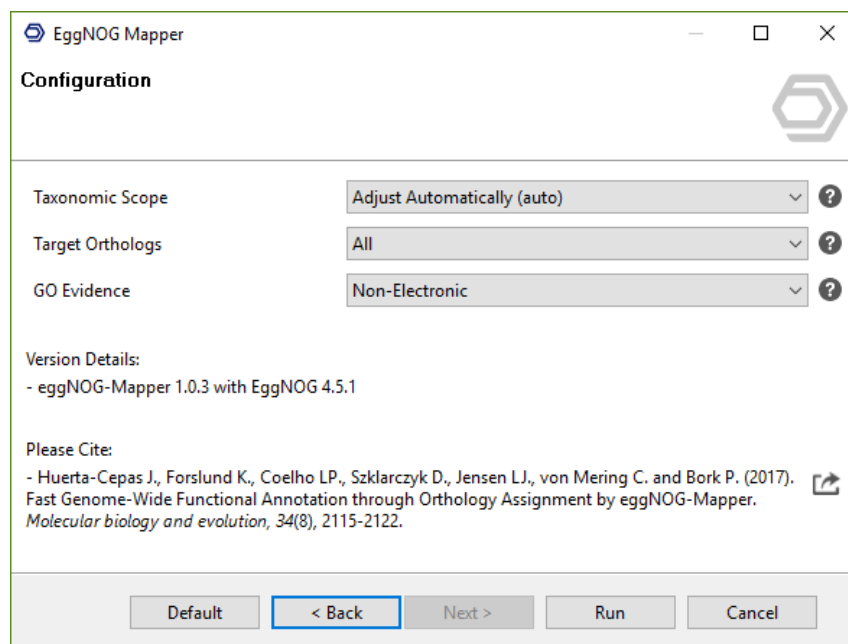 EggNOG Mapper
Configuration
Taxonomic Scope
Adjust Automatically (auto)
?
Target Orthologs
All
?
GO Evidence
Non-Electronic
?
Version Details:
- eggNOG-Mapper 1.0.3 with EggNOG 4.5.1
Please Cite:
- Huerta-Cepas J., Forslund K., Coelho LP., Szklarczyk D., Jensen LJ., von Mering C. and Bork P. (2017).
Fast Genome-Wide Functional Annotation through Orthology Assignment by eggNOG-Mapper.
Molecular biology and evolution, 34(8), 2115-2122.
Default
< Back
Next >
Run
Cancel